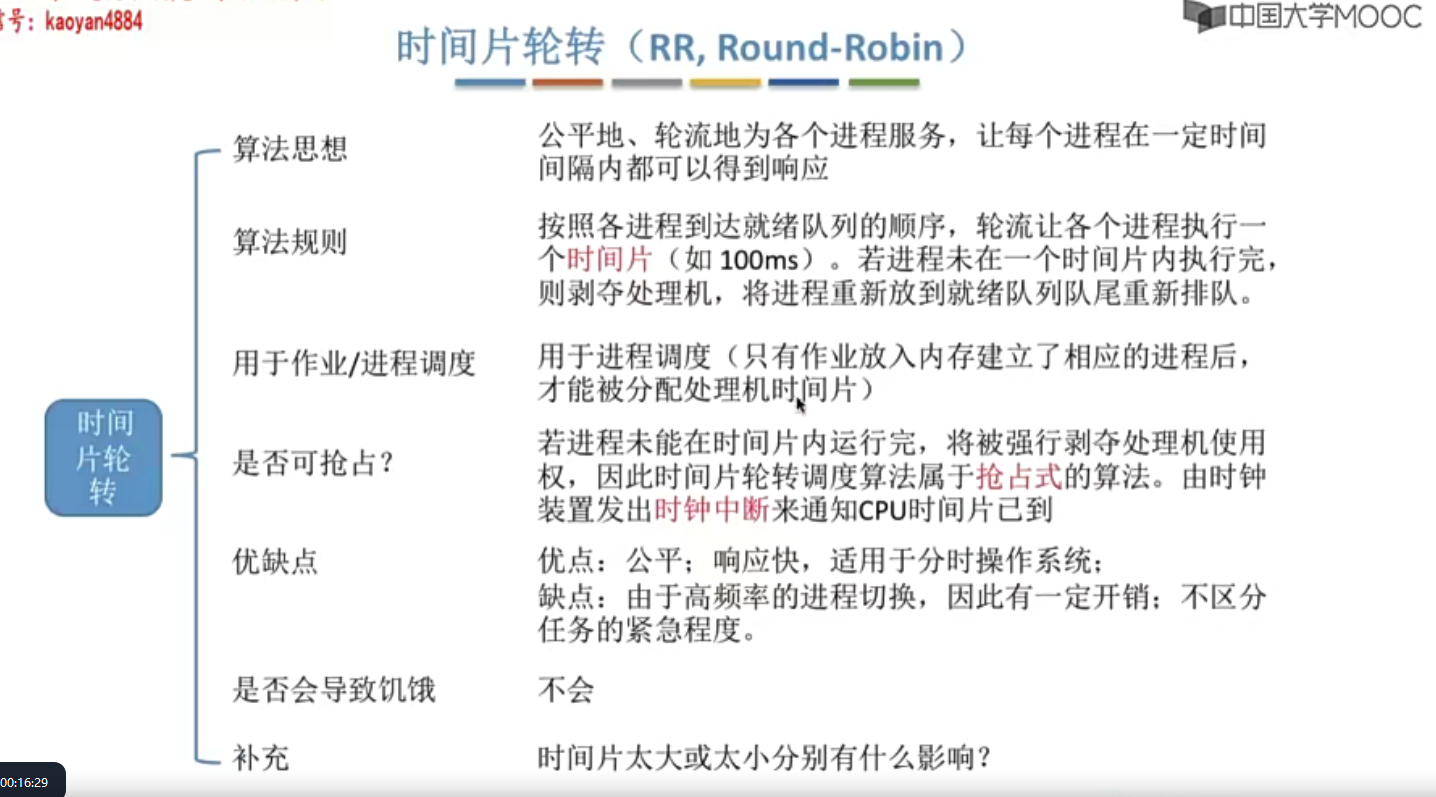 信号：kaoyan4884
中国大学MOOC
时间片轮转（RR, Round-Robin）
算法思想
公平地、轮流地为各个进程服务，让每个进程在一定时间
间隔内都可以得到响应
算法规则
按照各进程到达就绪队列的顺序，轮流让各个进程执行一
个时间片（如 100ms）。若进程未在一个时间片内执行完，
则剥夺处理机，将进程重新放到就绪队列队尾重新排队。
用于作业/进程调度
用于进程调度（只有作业放入内存建立了相应的进程后，
才能被分配处理机时间片）
时间
片轮
转
是否可抢占？
若进程未能在时间片内运行完，将被强行剥夺处理机使用
权，因此时间片轮转调度算法属于抢占式的算法。由时钟
装置发出时钟中断来通知CPU时间片已到
优缺点
优点：公平；响应快，适用于分时操作系统；
缺点：由于高频率的进程切换，因此有一定开销；不区分
任务的紧急程度。
是否会导致饥饿
不会
补充
时间片太大或太小分别有什么影响？
00:16:29